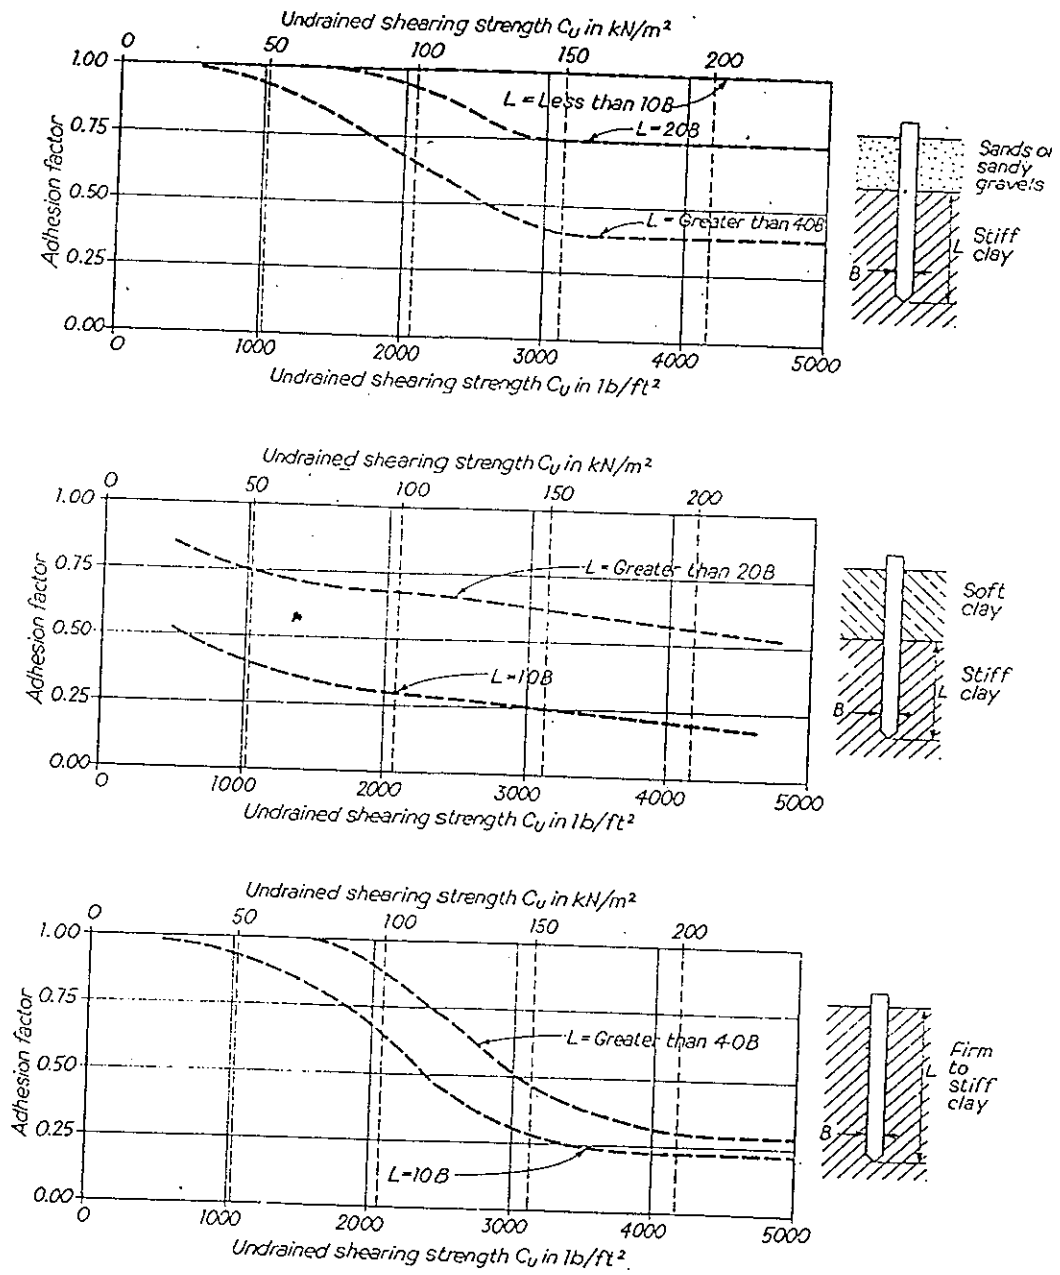 Undrained shearing strength CU in kN/m²
0 50 100 150 200
1.00
0.75
0.50
0.25
0.00
Adhesion factor
L = Less than 10B
L=20B
L = Greater than 40B
0 1000 2000 3000 4000 5000
Undrained shearing strength CU in lb/ft²
Sands or
sandy
gravels
L
Stiff
clay
B
Undrained shearing strength CU in kN/m²
0 50 100 150 200
1.00
0.75
0.50
0.25
0.00
Adhesion factor
L = Greater than 20B
L=10B
0 1000 2000 3000 4000 5000
Undrained shearing strength CU in lb/ft²
Soft
clay
L
Stiff
clay
B
Undrained shearing strength CU in kN/m²
0 50 100 150 200
1.00
0.75
0.50
0.25
0.00
Adhesion factor
L = Greater than 40B
L=10B
0 1000 2000 3000 4000 5000
Undrained shearing strength CU in lb/ft²
Firm
to
stiff
clay
L
B